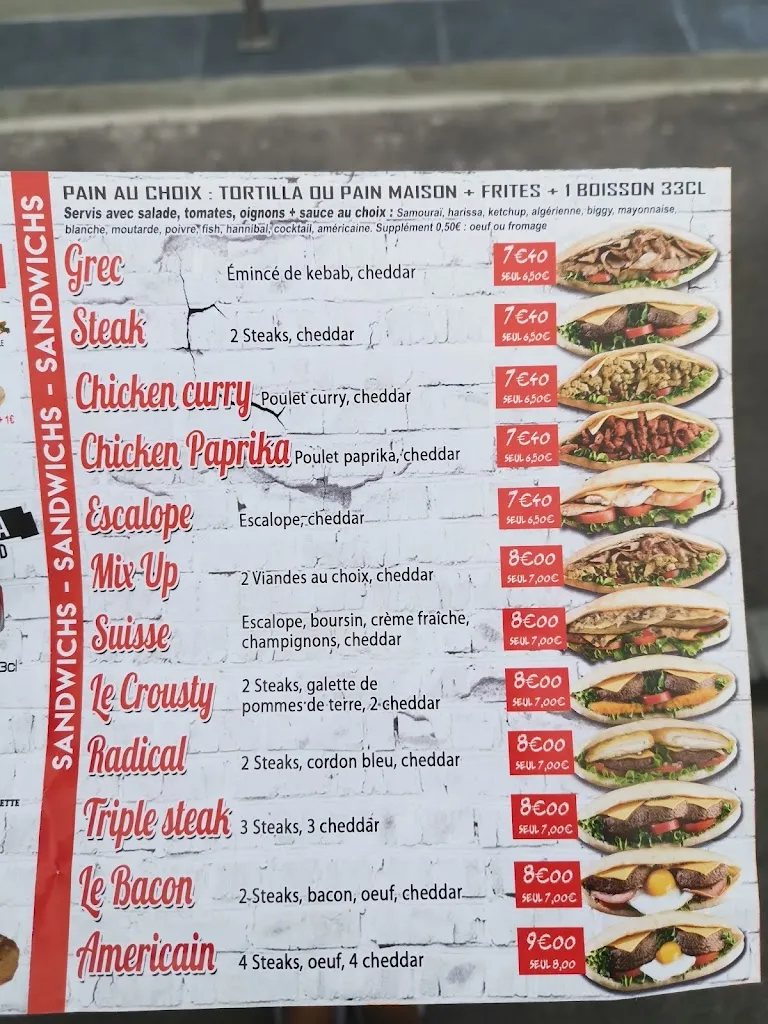 PAIN AU CHOIX : TORTILLA OU PAIN MAISON + FRITES + 1 BOISSON 33CL
Servis avec salade, tomates, oignons + sauce au choix : Samouraï, harissa, ketchup, algérienne, biggy, mayonnaise,
blanche, moutarde, poivre, fish, hannibal, cocktail, américaine. Supplément 0,50€ : oeuf ou fromage
SANDWICHS - SANDWICHS - SANDWICHS
Grec Émincé de kebab, cheddar 7€40
SEUL 6,50€
Steak 2 Steaks, cheddar 7€40
SEUL 6,50€
Chicken curry Poulet curry, cheddar 7€40
SEUL 6,50€
Chicken Paprika Poulet paprika, cheddar 7€40
SEUL 6,50€
Escalope Escalope, cheddar 7€40
SEUL 6,50€
Mix-Up 2 Viandes au choix, cheddar 8€00
SEUL 7,00€
Suisse Escalope, boursin, crème fraîche,
champignons, cheddar 8€00
SEUL 7,00€
Le Crousty 2 Steaks, galette de
pommes de terre, 2 cheddar 8€00
SEUL 7,00€
Radical 2 Steaks, cordon bleu, cheddar 8€00
SEUL 7,00€
Triple steak 3 Steaks, 3 cheddar 8€00
SEUL 7,00€
Le Bacon 2 Steaks, bacon, oeuf, cheddar 8€00
SEUL 7,00€
Americain 4 Steaks, oeuf, 4 cheddar 9€00
SEUL 8,00
+1€
3cl
ETTE